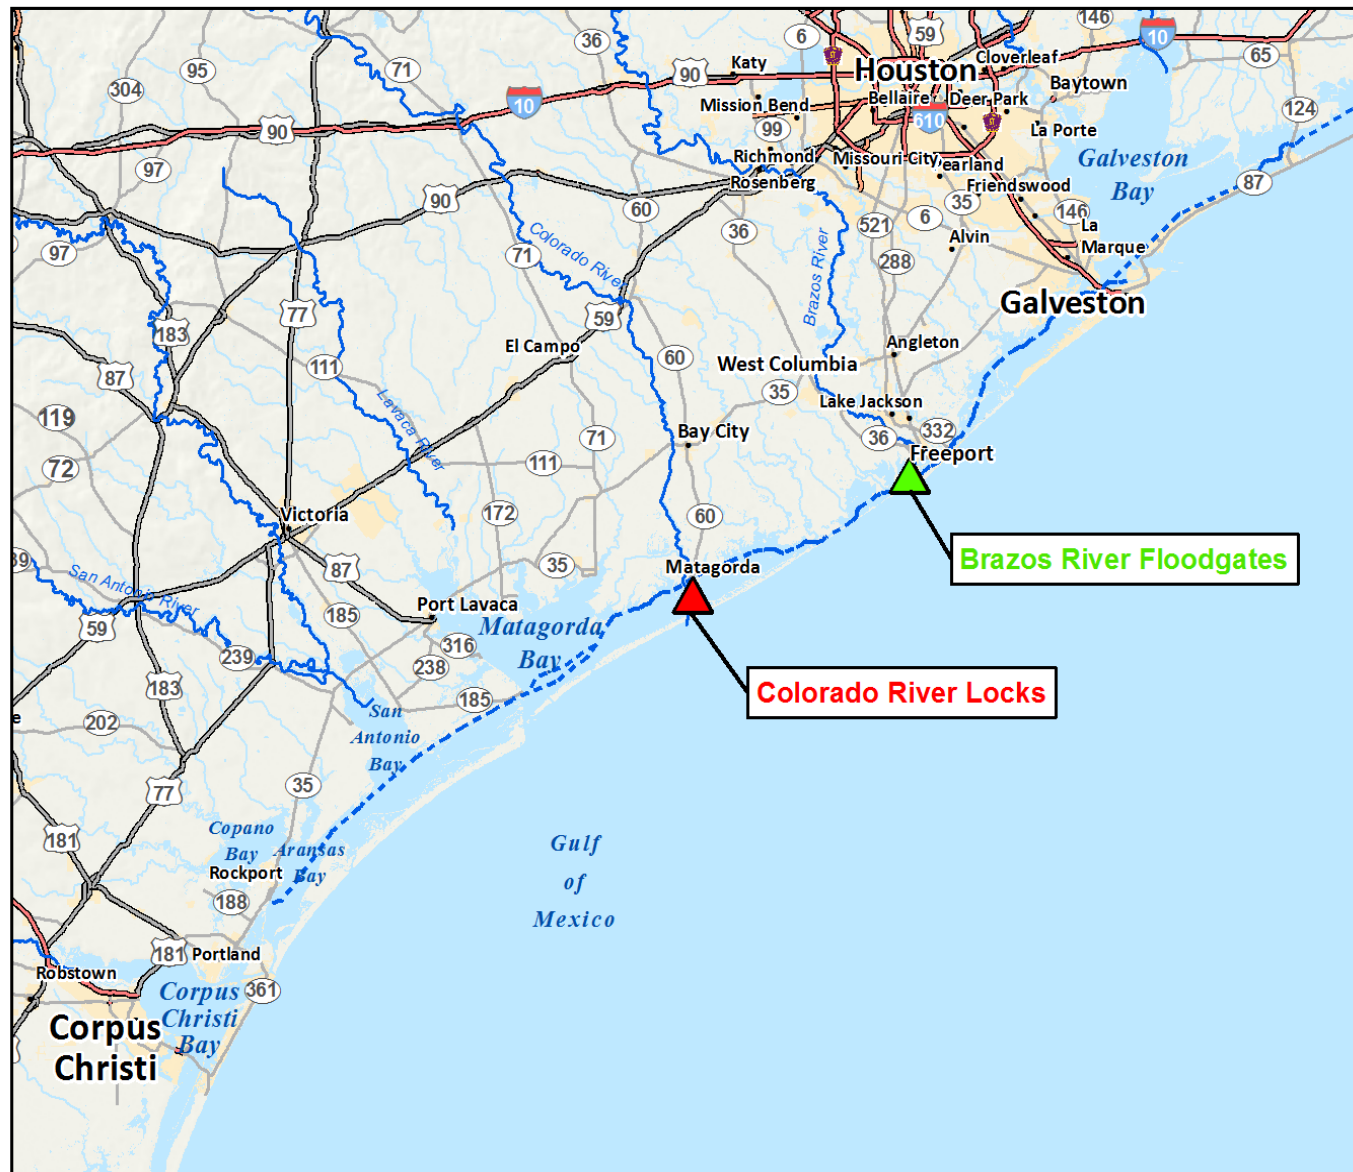 146
10
59
36
6
65
71
95
Katy
Cloverleaf
90
Houston
304
10
Baytown
Bellaire
Deer Park
Mission Bend
124
610
90
99
La Porte
Richmond
Missouri City
earland
Galveston
Bay
97
Rosenberg
Friendswood
87
90
60
6
35
146
521
La
Marque
36
Alvin
97
Colorado River
71
Brazos River
288
Galveston
77
59
183
Angleton
El Campo
60
West Columbia
111
87
35
Lake Jackson
119
Lavaca River
Bay City
71
36
332
Freeport
72
111
Victoria
172
60
Brazos River Floodgates
39
35
Matagorda
87
San Antonio River
Port Lavaca
185
59
Matagorda
Bay
316
239
238
183
Colorado River Locks
185
San
Antonio
Bay
e
202
35
77
Copano
Bay
181
Aransas
Bay
Gulf
of
Mexico
Rockport
188
181
Portland
Robstown
361
Corpus
Christi
Bay
Corpus
Christi